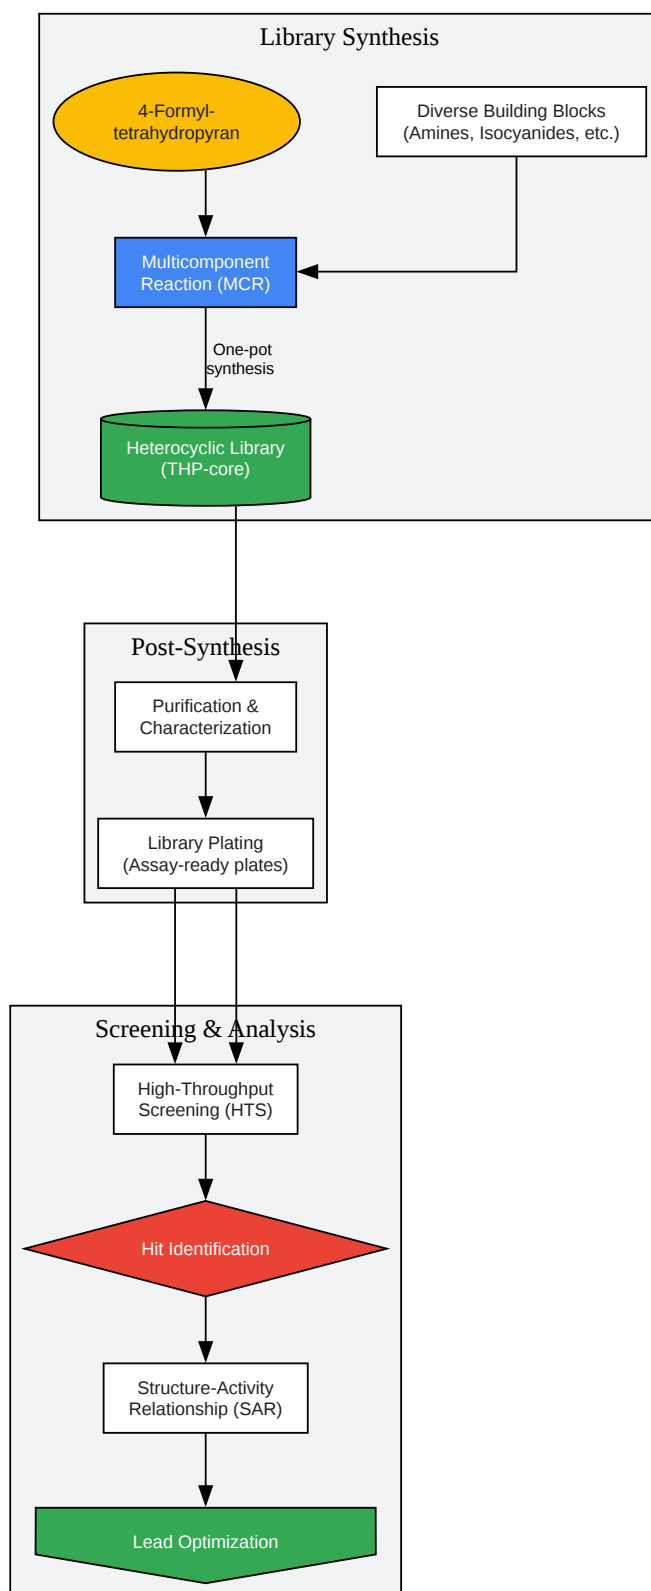 Library Synthesis
4-Formyl-
tetrahydropyran
Diverse Building Blocks
(Amines, Isocyanides, etc.)
Multicomponent
Reaction (MCR)
One-pot
synthesis
Heterocyclic Library
(THP-core)
Post-Synthesis
Purification &
Characterization
Library Plating
(Assay-ready plates)
Screening & Analysis
High-Throughput
Screening (HTS)
Hit Identification
Structure-Activity
Relationship (SAR)
Lead Optimization